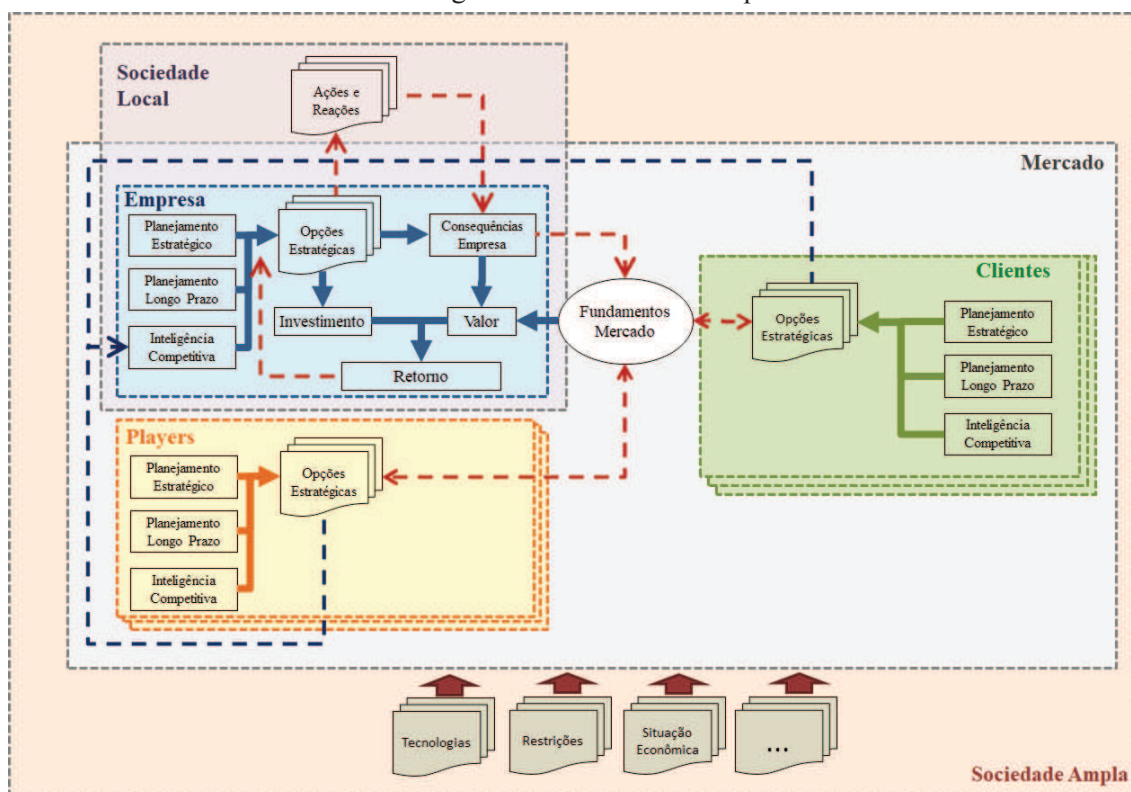 Sociedade
Local
Ações e
Reações
Mercado
Empresa
Planejamento
Estratégico
Planejamento
Longo Prazo
Inteligência
Competitiva
Opções
Estratégicas
Consequências
Empresa
Investimento
Valor
Retorno
Fundamentos
Mercado
Clientes
Opções
Estratégicas
Planejamento
Estratégico
Planejamento
Longo Prazo
Inteligência
Competitiva
Players
Planejamento
Estratégico
Planejamento
Longo Prazo
Inteligência
Competitiva
Opções
Estratégicas
Tecnologias
Restrições
Situação
Econômica
...
Sociedade Ampla